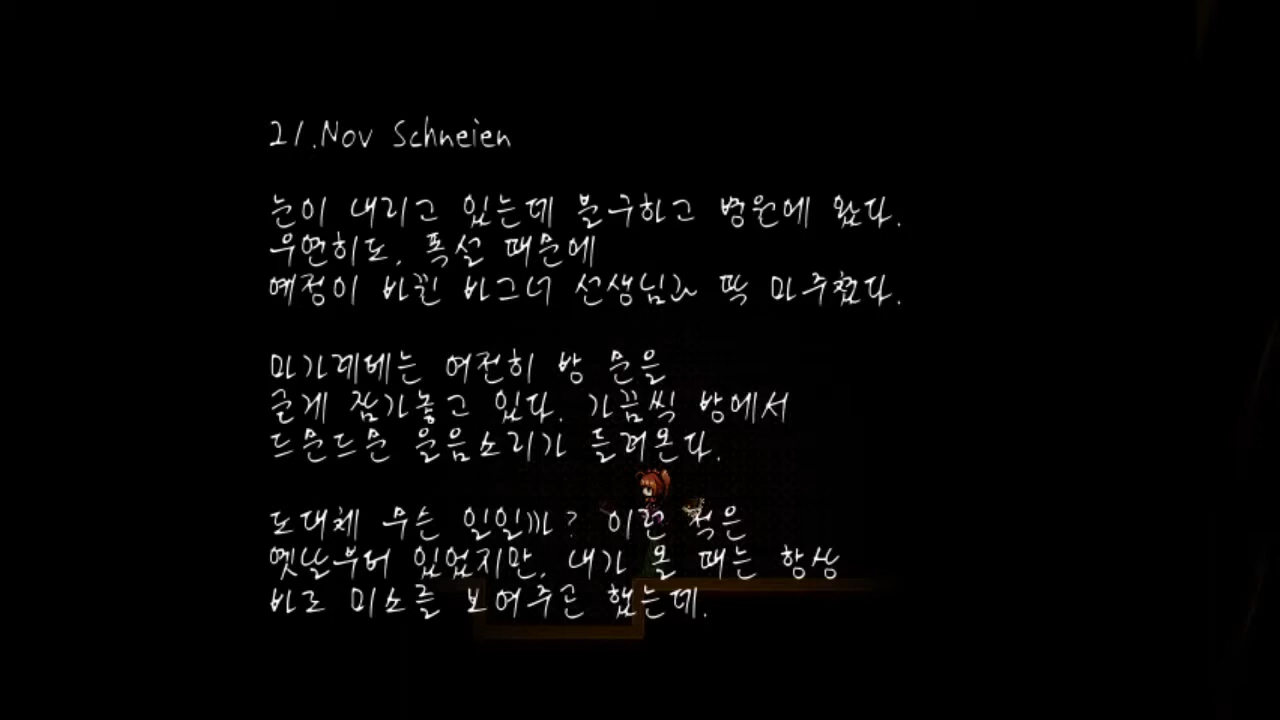 21.Nov Schneien
눈이 내리고 있는데 불구하고 병원에 왔다.
우연히도, 폭설 때문에
예정이 바뀐 바그너 선생님과 딱 마주쳤다.
마가레테는 여전히 방 문을
굳게 잠가놓고 있다. 가끔씩 방에서
드문드문 울음소리가 들려온다.
도대체 무슨 일일까? 이런 적은
옛날부터 있었지만, 내가 올 때는 항상
바로 미소를 보여주곤 했는데.